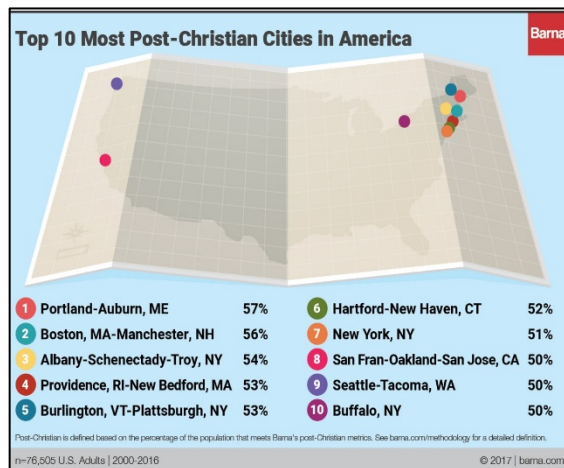 Top 10 Most Post-Christian Cities in America
Barna
1 Portland-Auburn, ME 57%
2 Boston, MA-Manchester, NH 56%
3 Albany-Schenectady-Troy, NY 54%
4 Providence, RI-New Bedford, MA 53%
5 Burlington, VT-Plattsburgh, NY 53%
6 Hartford-New Haven, CT 52%
7 New York, NY 51%
8 San Fran-Oakland-San Jose, CA 50%
9 Seattle-Tacoma, WA 50%
10 Buffalo, NY 50%
Post-Christian is defined based on the percentage of the population that meets Barna's post-Christian metrics. See barna.com/methodology for a detailed definition.
n=76,505 U.S. Adults | 2000-2016
© 2017 | barna.com